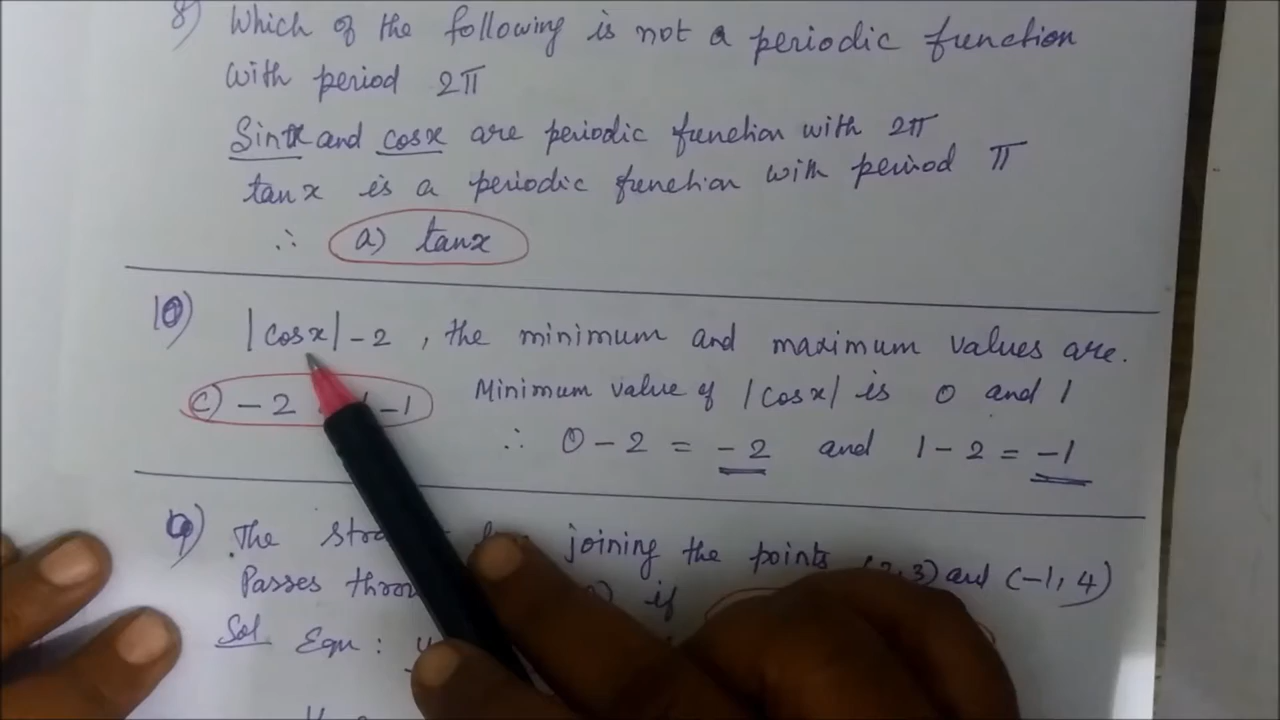 8) Which of the following is not a periodic function
with period 2π
Sinx and cosx are periodic function with 2π
tanx is a periodic function with period π
∴ a) tanx
10) |cosx| - 2 , the minimum and maximum values are.
c) - 2 - 1 Minimum value of |cosx| is 0 and 1
∴ 0 - 2 = - 2 and 1 - 2 = - 1
9) The joining the points , 3) and (-1, 4)
Passes if
Sol Equ :